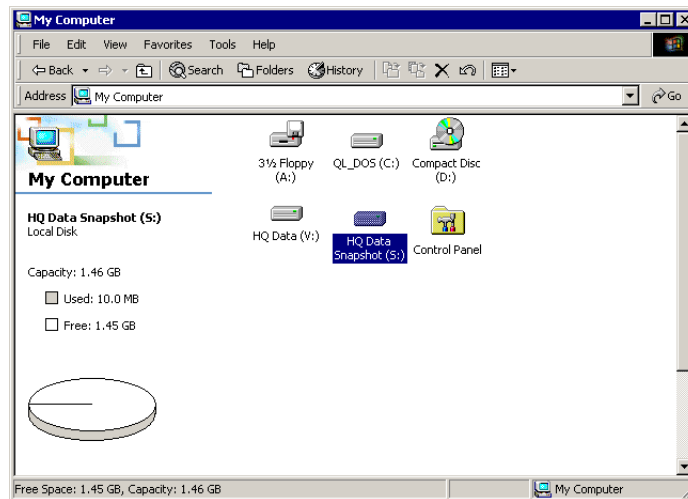 My Computer
File Edit View Favorites Tools Help
Back Search Folders History
Address My Computer Go
My Computer
HQ Data Snapshot (S:)
Local Disk
Capacity: 1.46 GB
Used: 10.0 MB
Free: 1.45 GB
3½ Floppy
(A:)
QL_DOS (C:)
Compact Disc
(D:)
HQ Data (V:)
HQ Data
Snapshot (S:)
Control Panel
Free Space: 1.45 GB, Capacity: 1.46 GB
My Computer